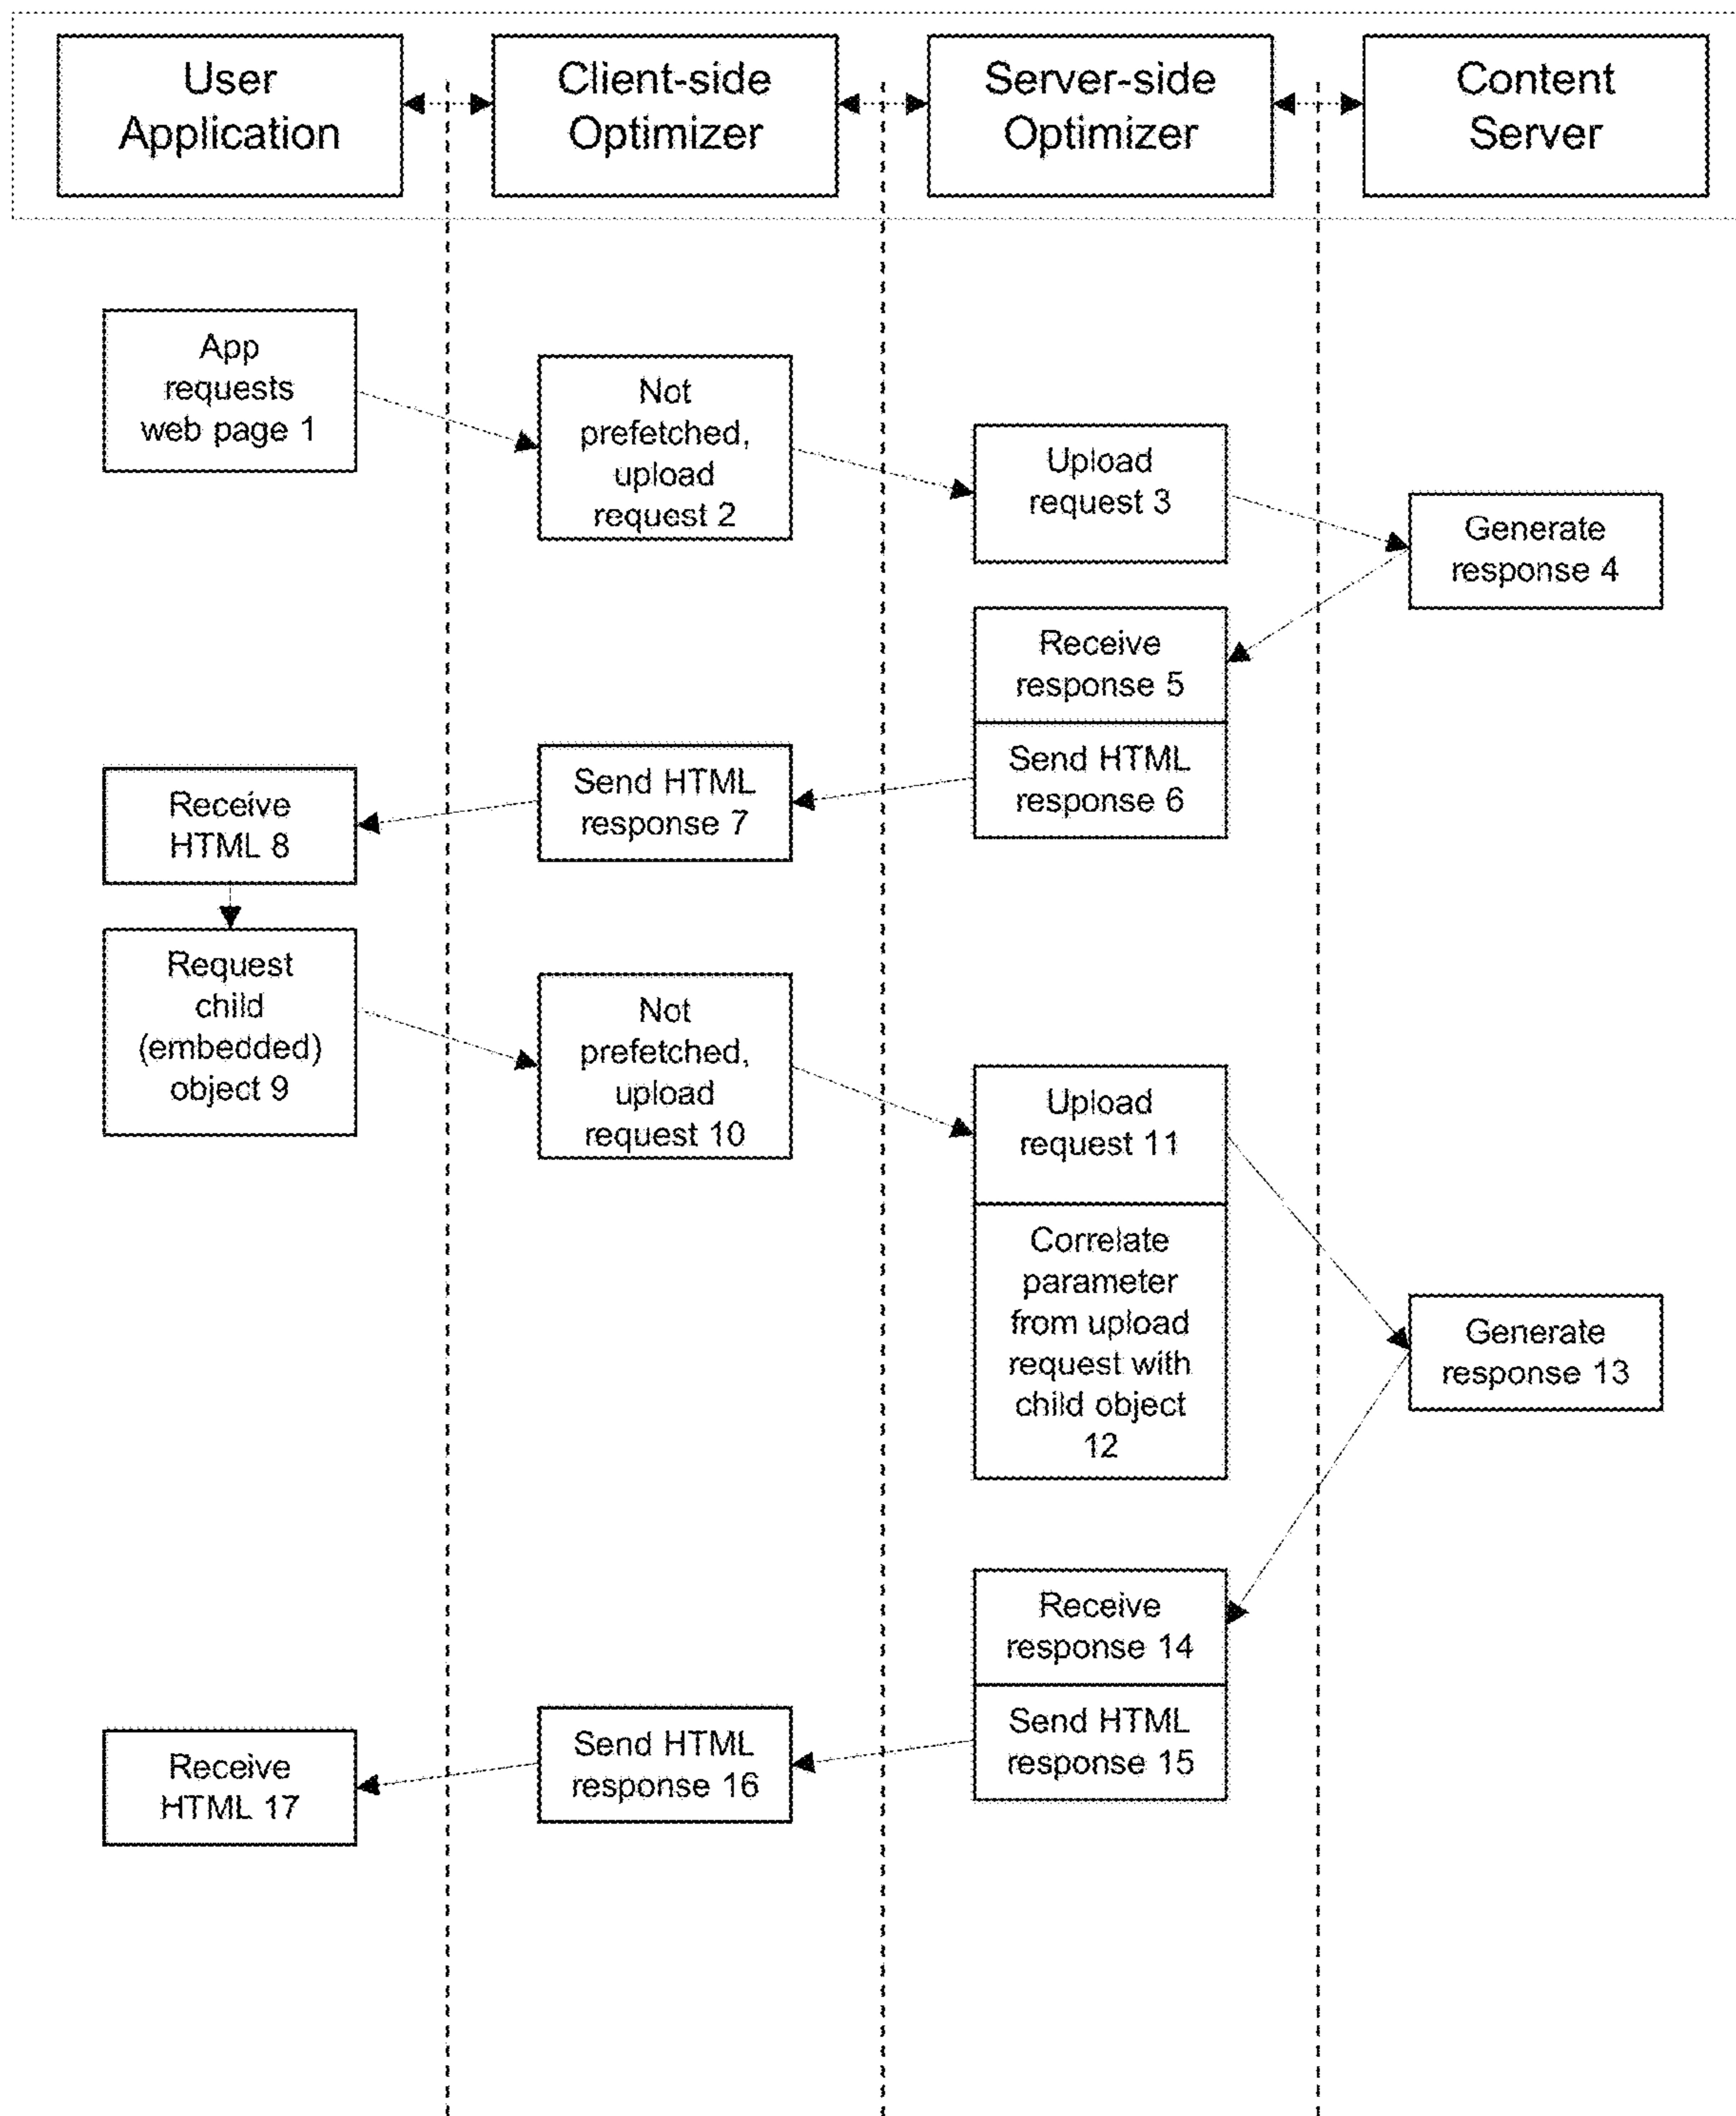 User
Application
Client-side
Optimizer
Server-side
Optimizer
Content
Server
App
requests
web page 1
Not
prefetched,
upload
request 2
Upload
request 3
Generate
response 4
Receive
response 5
Send HTML
response 6
Send HTML
response 7
Receive
HTML 8
Request
child
(embedded)
object 9
Not
prefetched,
upload
request 10
Upload
request 11
Correlate
parameter
from upload
request with
child object
12
Generate
response 13
Receive
response 14
Send HTML
response 15
Send HTML
response 16
Receive
HTML 17